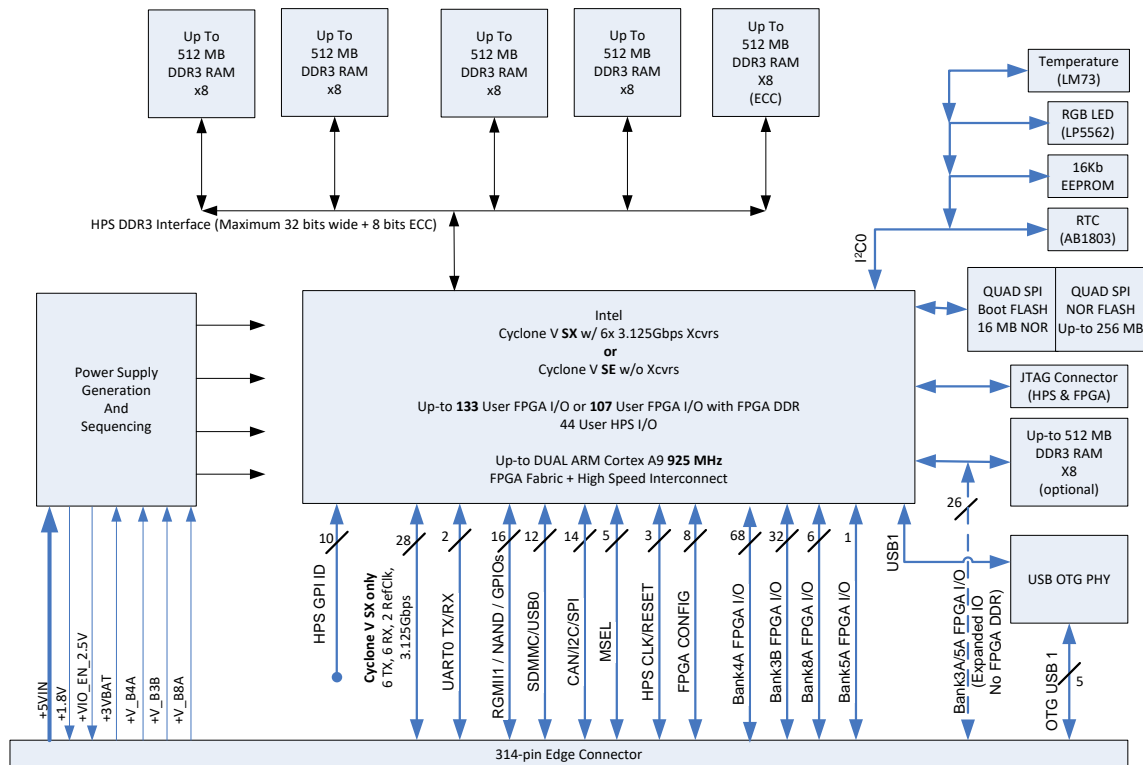 Up To
512 MB
DDR3 RAM
x8
Up To
512 MB
DDR3 RAM
x8
Up To
512 MB
DDR3 RAM
x8
Up To
512 MB
DDR3 RAM
x8
Up To
512 MB
DDR3 RAM
X8
(ECC)
Temperature
(LM73)
RGB LED
(LP5562)
16Kb
EEPROM
RTC
(AB1803)
HPS DDR3 Interface (Maximum 32 bits wide + 8 bits ECC)
I²C0
QUAD SPI
Boot FLASH
16 MB NOR
QUAD SPI
NOR FLASH
Up-to 256 MB
Power Supply
Generation
And
Sequencing
Intel
Cyclone V SX w/ 6x 3.125Gbps Xcvrs
or
Cyclone V SE w/o Xcvrs
Up-to 133 User FPGA I/O or 107 User FPGA I/O with FPGA DDR
44 User HPS I/O
Up-to DUAL ARM Cortex A9 925 MHz
FPGA Fabric + High Speed Interconnect
JTAG Connector
(HPS & FPGA)
Up-to 512 MB
DDR3 RAM
X8
(optional)
USB OTG PHY
+5VIN
+1.8V
+VIO_EN_2.5V
+3VBAT
+V_B4A
+V_B3B
+V_B8A
10
HPS GPI ID
28
Cyclone V SX only
6 TX, 6 RX, 2 RefClk,
3.125Gbps
2
UART0 TX/RX
16
RGMII1 / NAND / GPIOs
12
SDMMC/USB0
14
CAN/I2C/SPI
5
MSEL
3
HPS CLK/RESET
8
FPGA CONFIG
68
Bank4A FPGA I/O
32
Bank3B FPGA I/O
6
Bank8A FPGA I/O
1
Bank5A FPGA I/O
USB1
26
Bank3A/5A FPGA I/O
(Expanded IO
No FPGA DDR)
OTG USB 1
5
314-pin Edge Connector